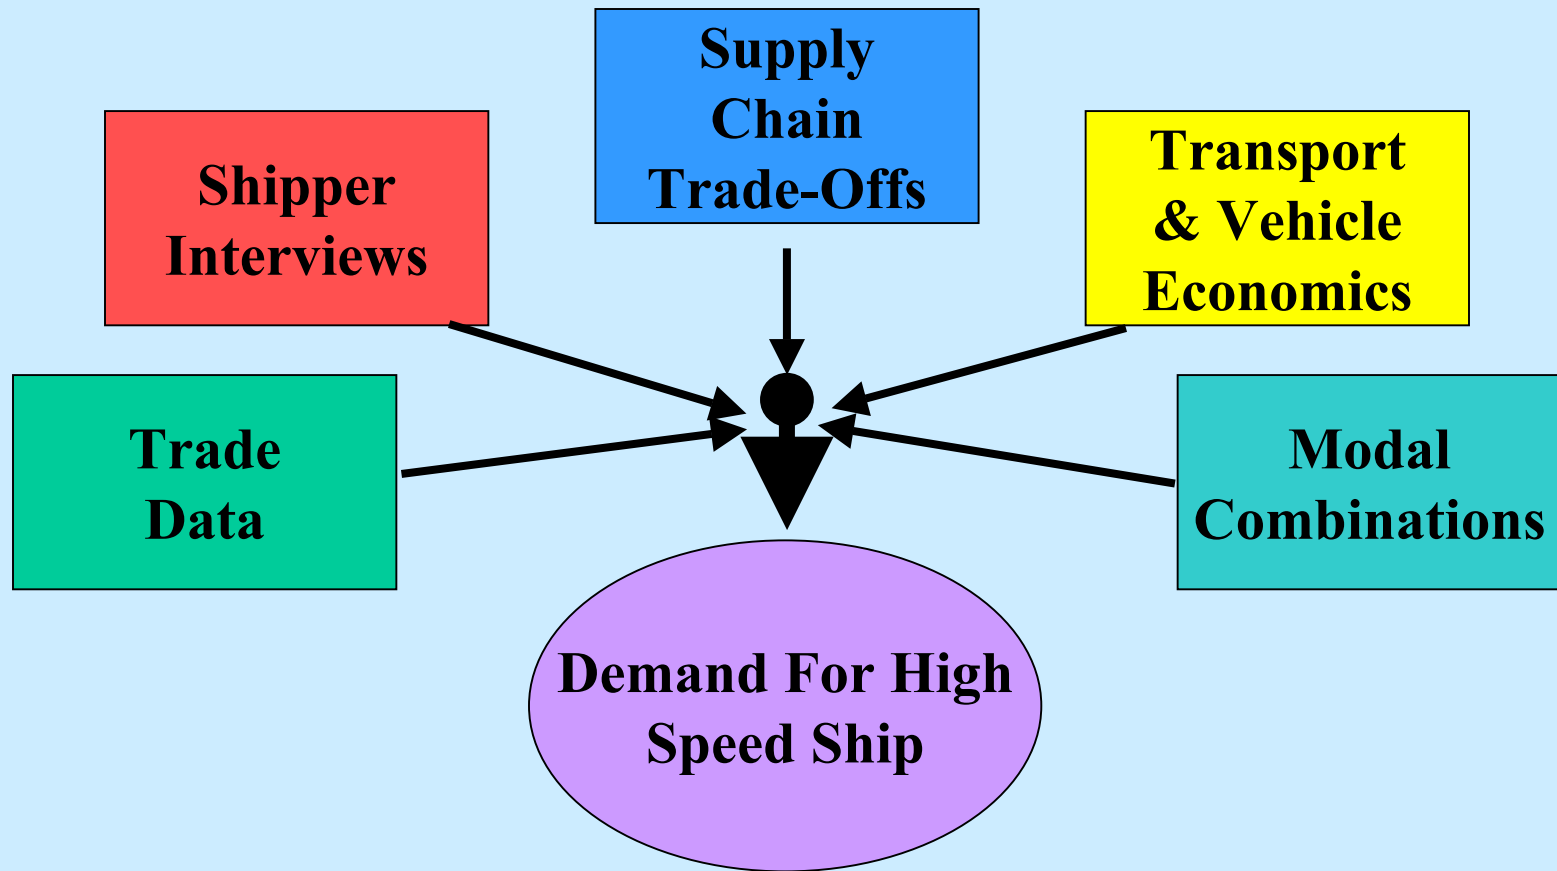 Supply
Chain
Trade-Offs
Shipper
Interviews
Transport
& Vehicle
Economics
Trade
Data
Modal
Combinations
Demand For High
Speed Ship